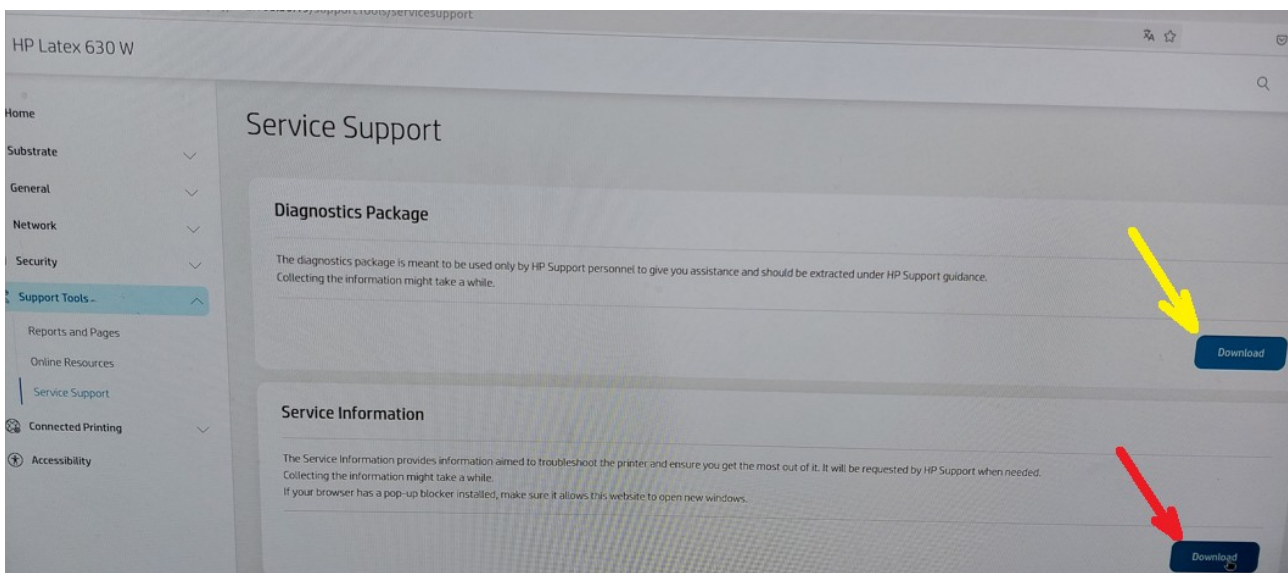 /supportTools/servicesupport
HP Latex 630 W
Home
Substrate
General
Network
Security
Support Tools
Reports and Pages
Online Resources
Service Support
Connected Printing
Accessibility
Service Support
Diagnostics Package
The diagnostics package is meant to be used only by HP Support personnel to give you assistance and should be extracted under HP Support guidance.
Collecting the information might take a while.
Download
Service Information
The Service Information provides information aimed to troubleshoot the printer and ensure you get the most out of it. It will be requested by HP Support when needed.
Collecting the information might take a while.
If your browser has a pop-up blocker installed, make sure it allows this website to open new windows.
Download